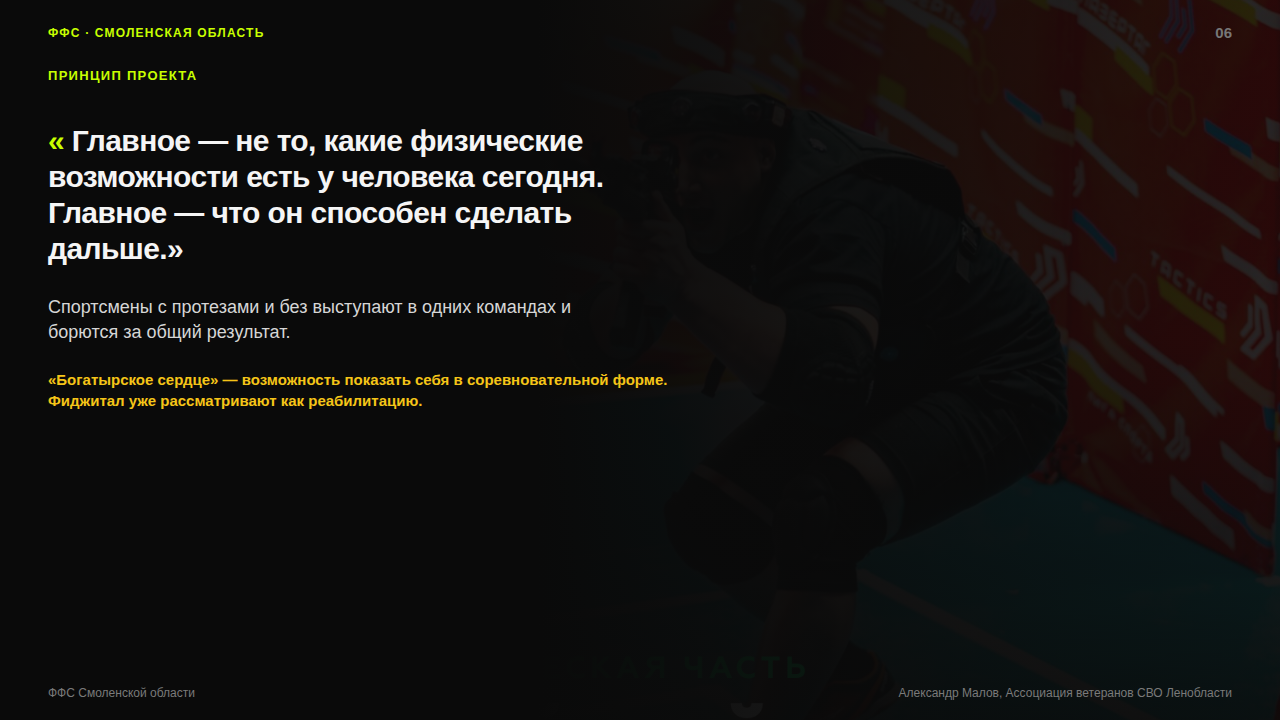 ФФС · СМОЛЕНСКАЯ ОБЛАСТЬ
06
ПРИНЦИП ПРОЕКТА
« Главное — не то, какие физические
возможности есть у человека сегодня.
Главное — что он способен сделать
дальше.»
Спортсмены с протезами и без выступают в одних командах и
борются за общий результат.
«Богатырское сердце» — возможность показать себя в соревновательной форме.
Фиджитал уже рассматривают как реабилитацию.
TACTICS
ЧАСТЬ
ФФС Смоленской области
Александр Малов, Ассоциация ветеранов СВО Ленобласти